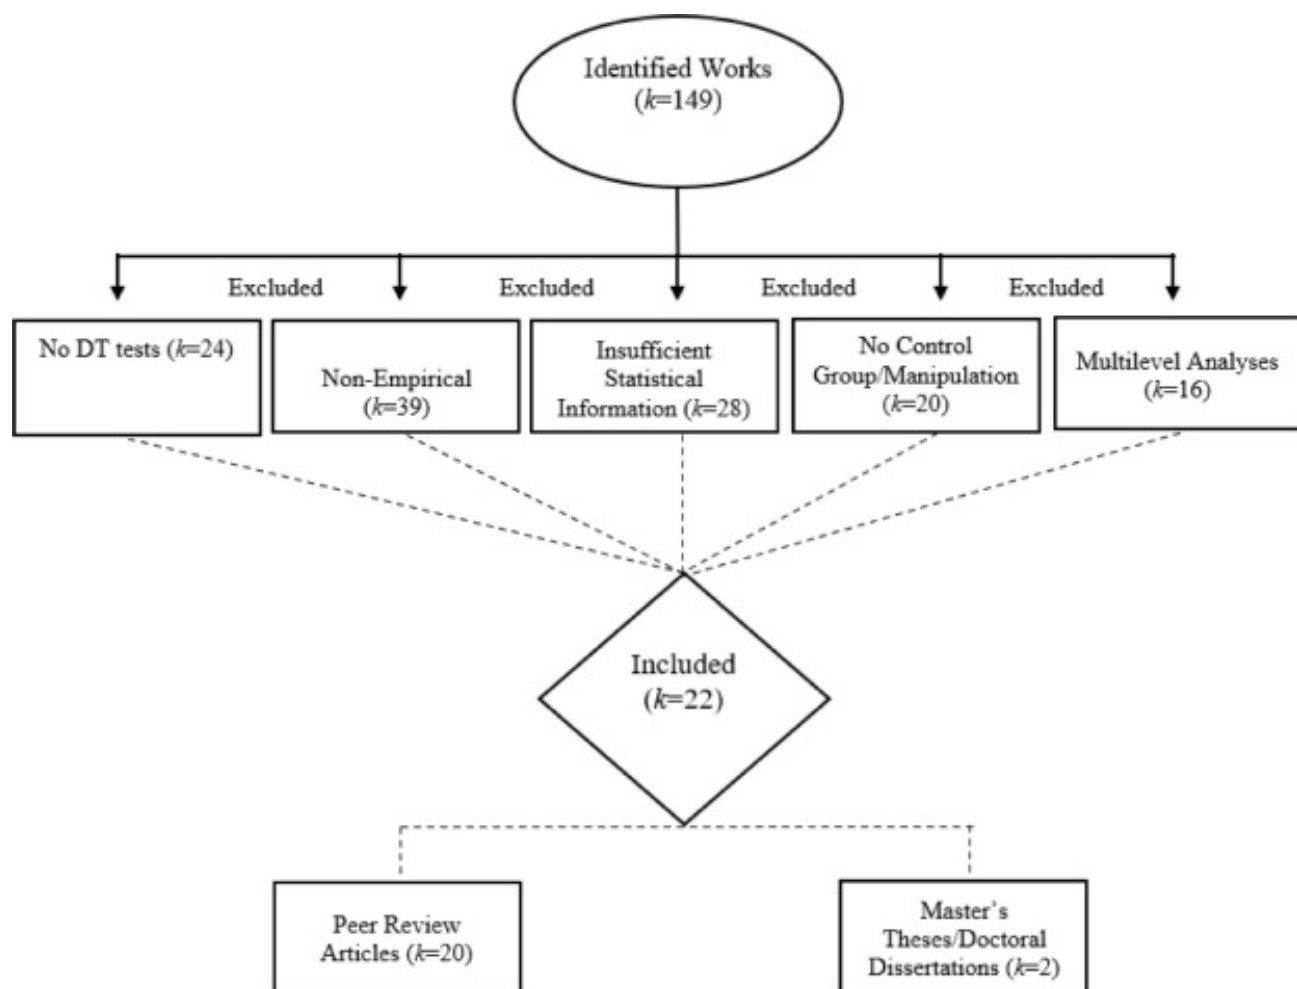 Identified Works
(k=149)
Excluded
Excluded
Excluded
Excluded
No DT tests (k=24)
Non-Empirical
(k=39)
Insufficient
Statistical
Information (k=28)
No Control
Group/Manipulation
(k=20)
Multilevel Analyses
(k=16)
Included
(k=22)
Peer Review
Articles (k=20)
Master's
Theses/Doctoral
Dissertations (k=2)